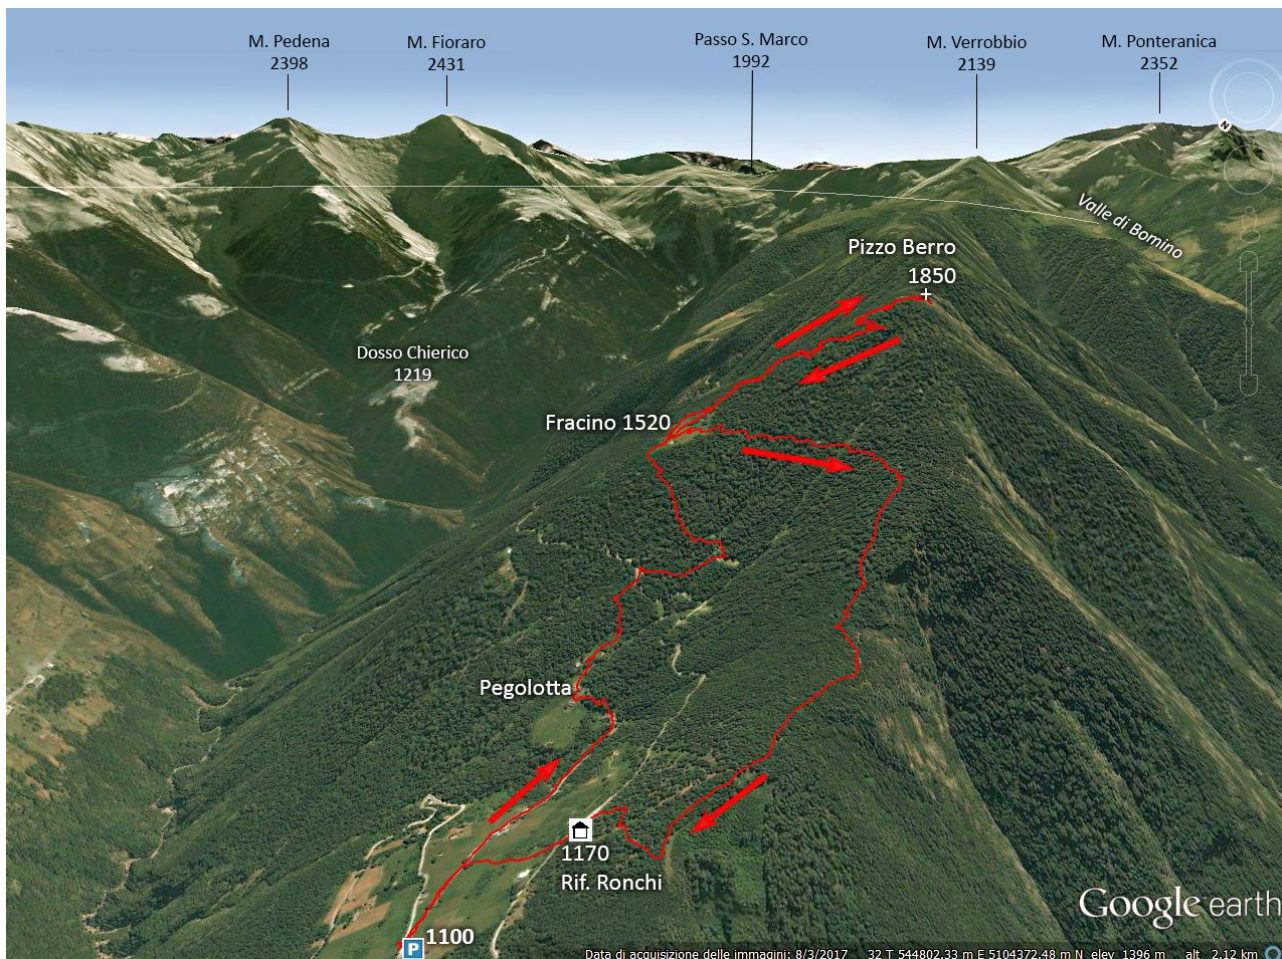 M. Pedena
2398
M. Fioraro
2431
Passo S. Marco
1992
M. Verrobbio
2139
M. Ponteranica
2352
N
Valle di Bomino
Pizzo Berro
1850
Dosso Chierico
1219
Fracino 1520
Pegolotta
1170
Rif. Ronchi
P 1100
Google earth
Data di acquisizione delle immagini: 8/3/2017 32 T 544802.33 m E 5104372.48 m N elev 1396 m alt 2.12 km